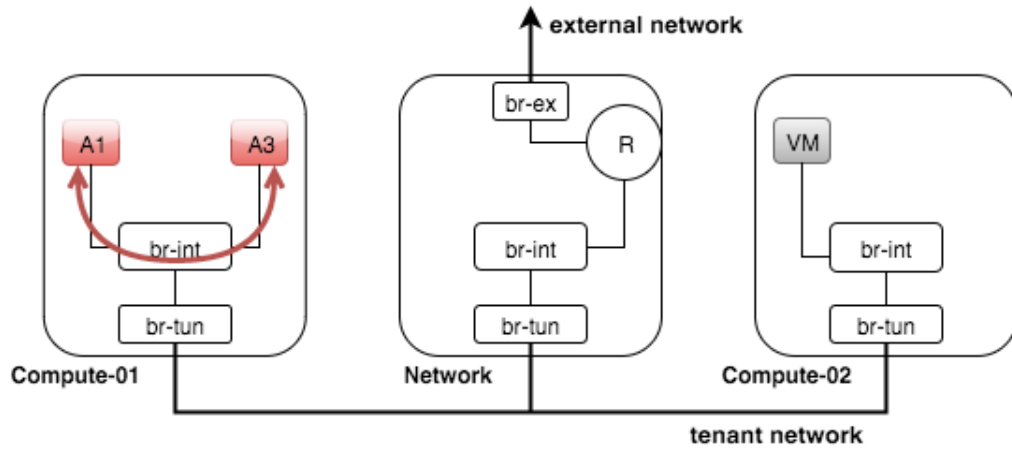 external network
br-ex
A1
A3
R
VM
br-int
br-int
br-int
br-tun
br-tun
br-tun
Compute-01
Network
Compute-02
tenant network